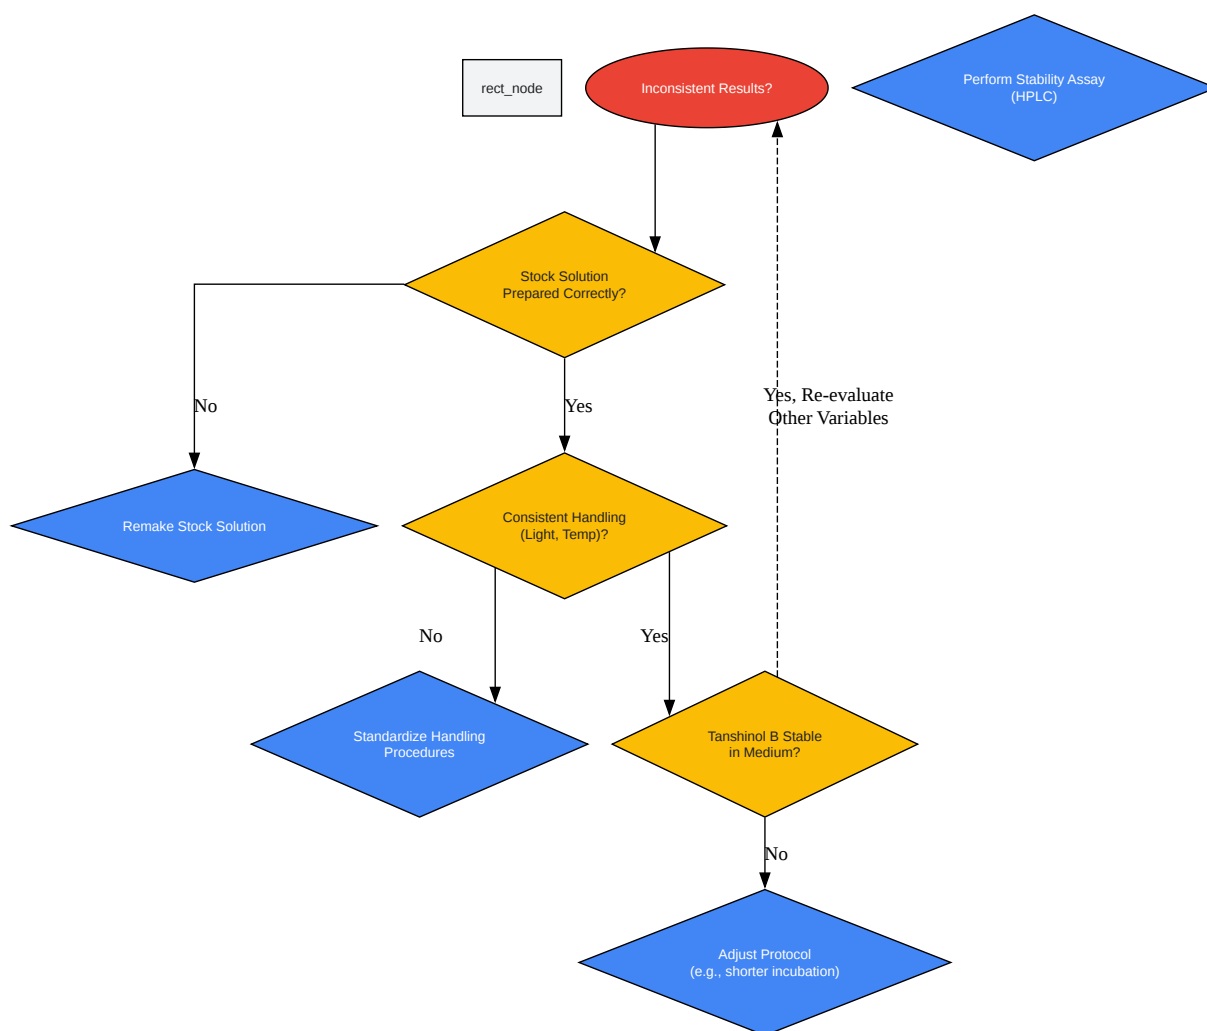 rect_node
Inconsistent Results?
Perform Stability Assay
(HPLC)
Stock Solution
Prepared Correctly?
No
Yes
Yes, Re-evaluate
Other Variables
Remake Stock Solution
Consistent Handling
(Light, Temp)?
No
Yes
Standardize Handling
Procedures
Tanshinol B Stable
in Medium?
No
Adjust Protocol
(e.g., shorter incubation)